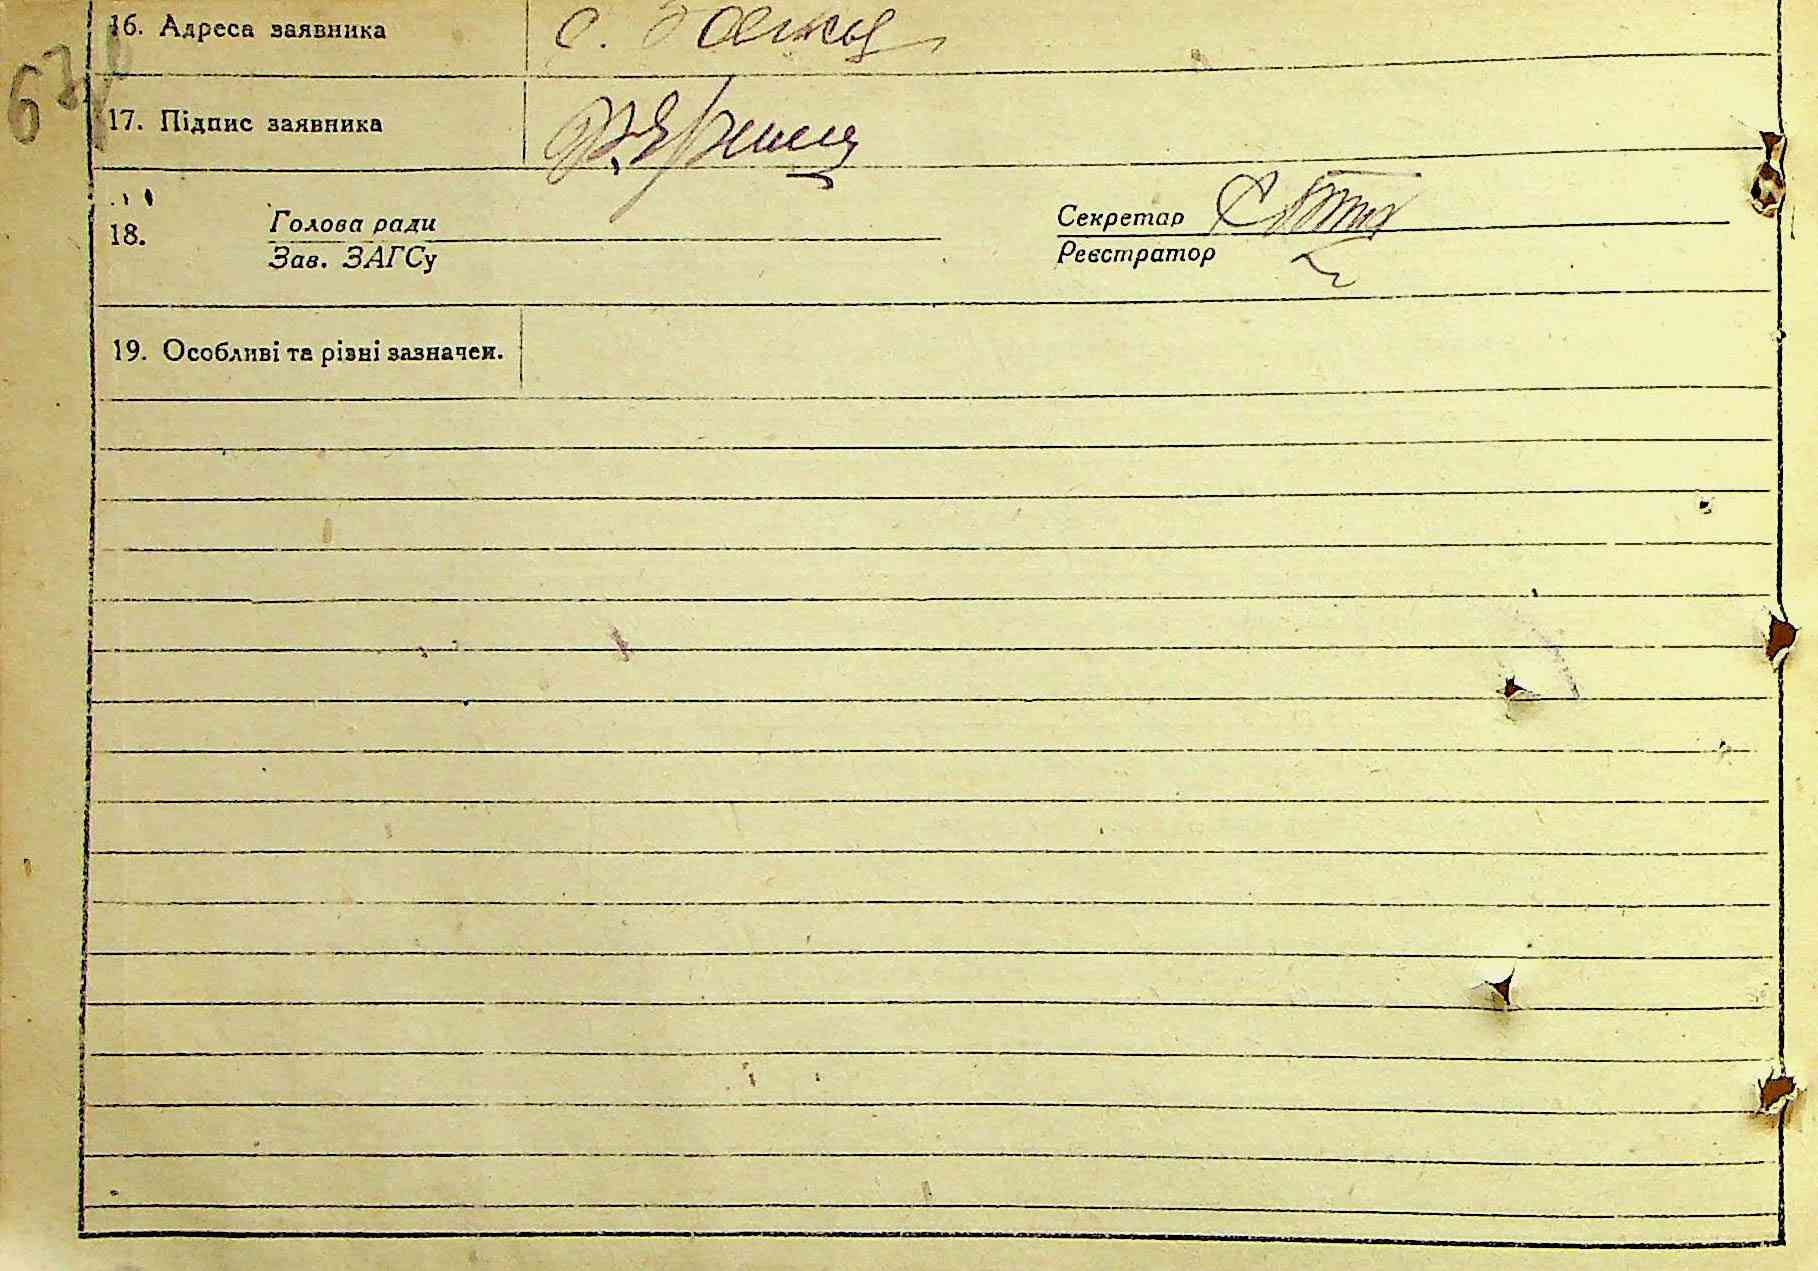 16. Адреса заявника с.
17. Підпис заявника
18. Голова ради Секретар
Зав. ЗАГСу Реєстратор
19. Особливі та різні зазначен.